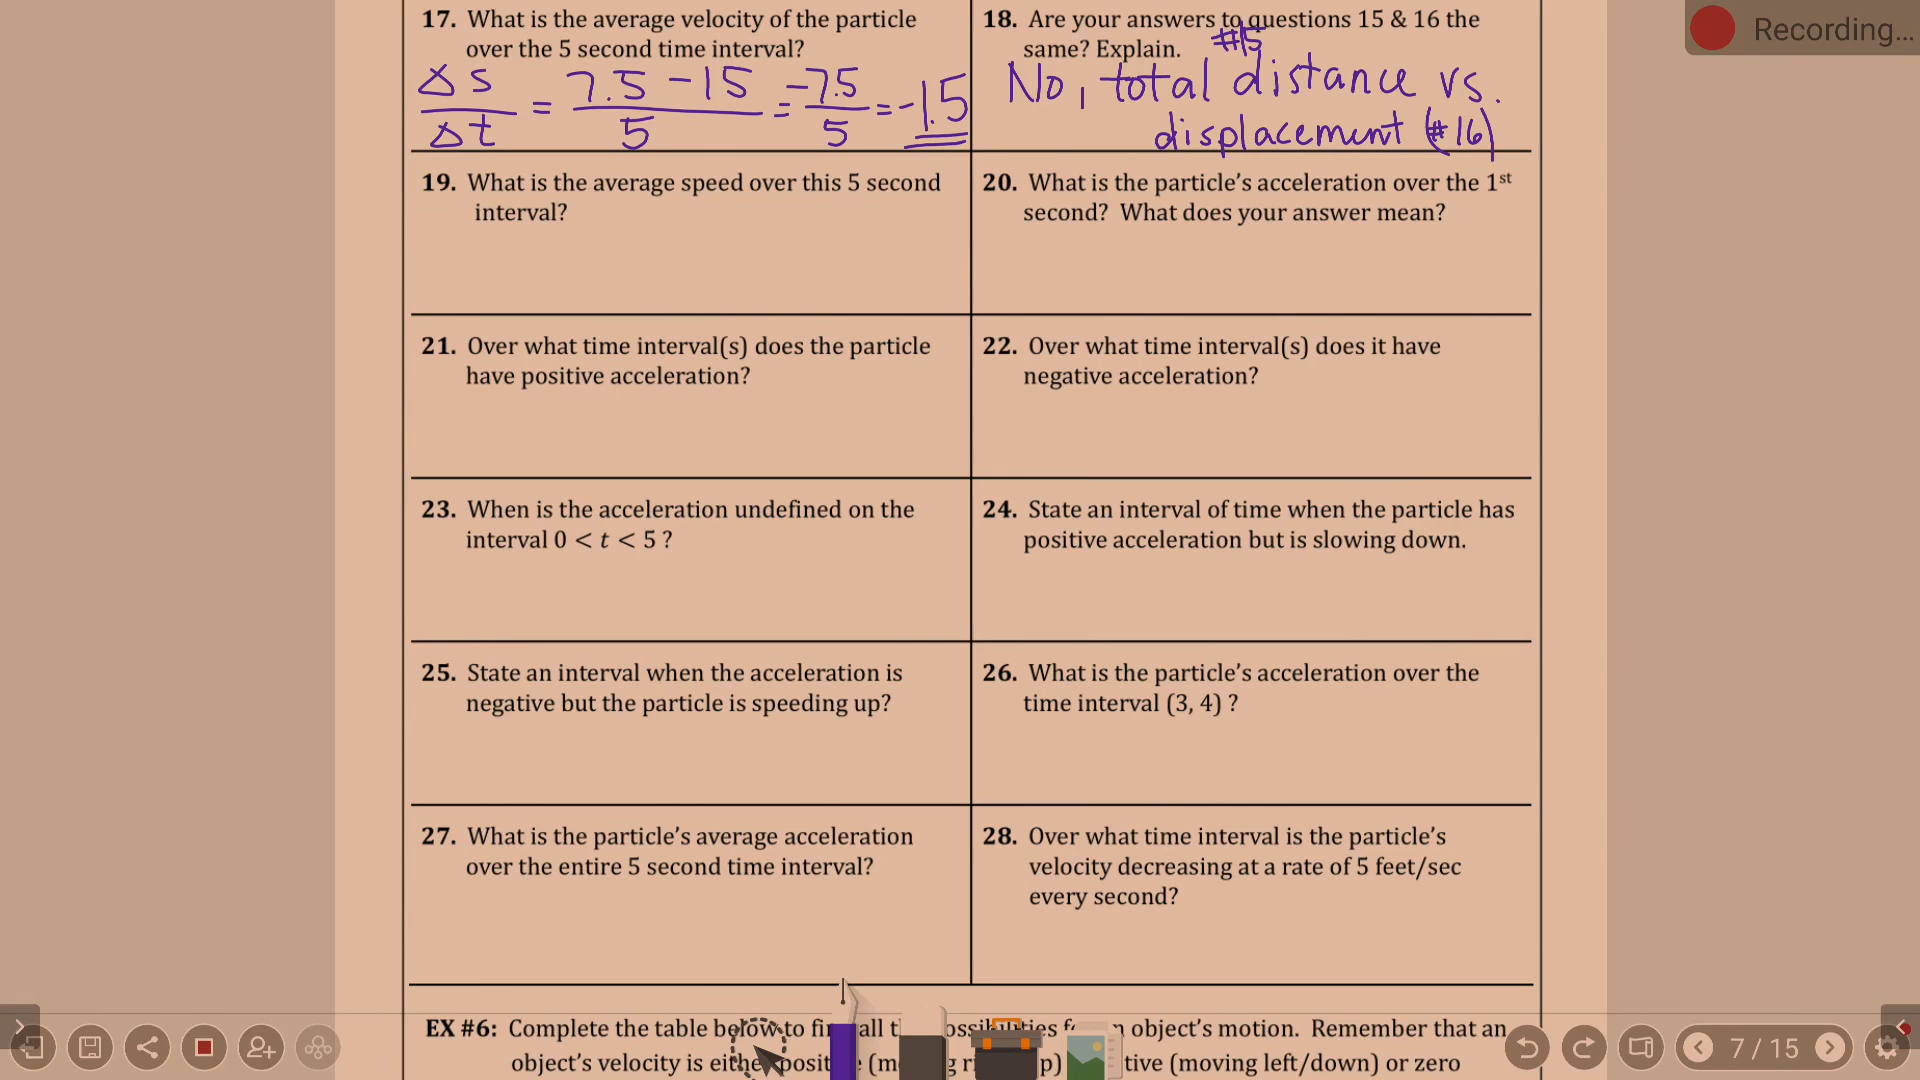 17. What is the average velocity of the particle
over the 5 second time interval?
Δs/Δt = 7.5 - 15/5 = -7.5/5 = -1.5
18. Are your answers to questions 15 & 16 the
same? Explain.
#15
No, total distance vs.
displacement (#16)
19. What is the average speed over this 5 second
interval?
20. What is the particle's acceleration over the 1st
second? What does your answer mean?
21. Over what time interval(s) does the particle
have positive acceleration?
22. Over what time interval(s) does it have
negative acceleration?
23. When is the acceleration undefined on the
interval 0 < t < 5 ?
24. State an interval of time when the particle has
positive acceleration but is slowing down.
25. State an interval when the acceleration is
negative but the particle is speeding up?
26. What is the particle's acceleration over the
time interval (3, 4) ?
27. What is the particle's average acceleration
over the entire 5 second time interval?
28. Over what time interval is the particle's
velocity decreasing at a rate of 5 feet/sec
every second?
EX #6: Complete the table below to all object's motion. Remember that an
object's velocity is (moving left/down) or zero
Recording...
7 / 15